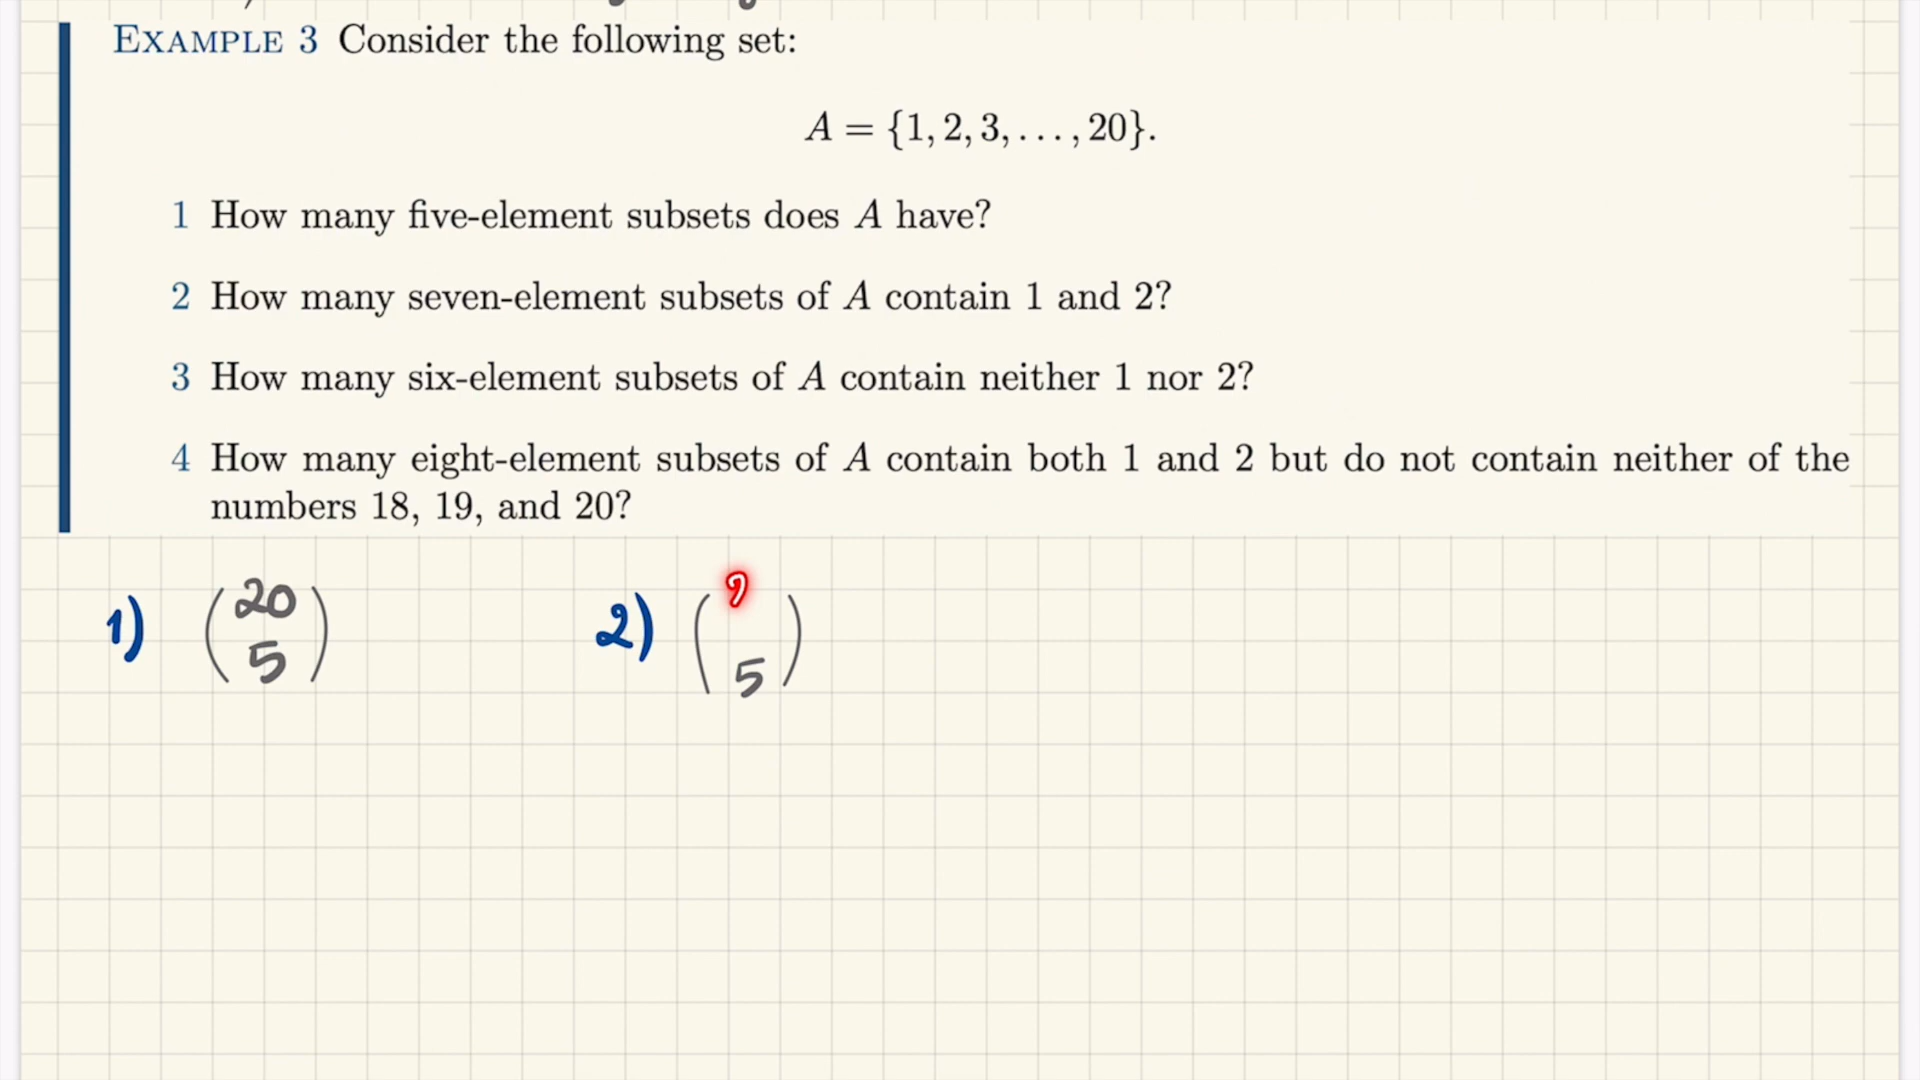 EXAMPLE 3 Consider the following set:
A = {1, 2, 3, . . . , 20}.
1 How many five-element subsets does A have?
2 How many seven-element subsets of A contain 1 and 2?
3 How many six-element subsets of A contain neither 1 nor 2?
4 How many eight-element subsets of A contain both 1 and 2 but do not contain neither of the
numbers 18, 19, and 20?
1) (20 5) 2) ( 5)